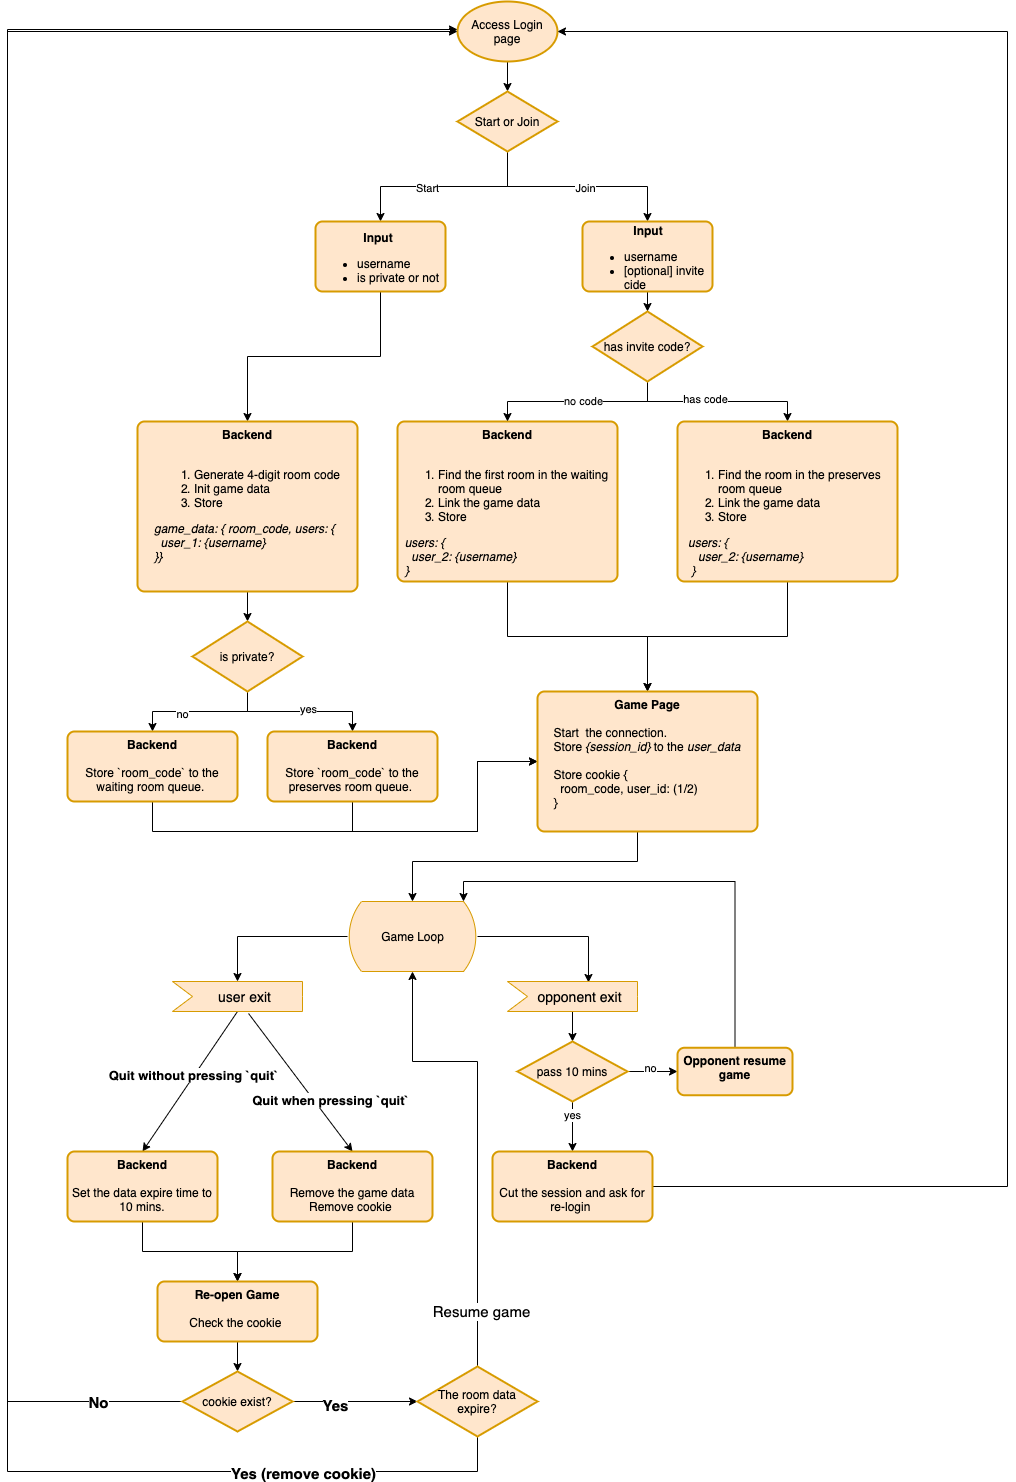 Access Login
page
Start or Join
Start
Join
Input
• username
• is private or not
Input
• username
• [optional] invite
cide
has invite code?
no code
has code
Backend
1. Generate 4-digit room code
2. Init game data
3. Store
game_data: { room_code, users: {
user_1: {username}
}}
Backend
1. Find the first room in the waiting
room queue
2. Link the game data
3. Store
users: {
user_2: {username}
}
Backend
1. Find the room in the preserves
room queue
2. Link the game data
3. Store
users: {
user_2: {username}
}
is private?
no
yes
Backend
Store `room_code` to the
waiting room queue.
Backend
Store `room_code` to the
preserves room queue.
Game Page
Start  the connection.
Store {session_id} to the user_data
Store cookie {
room_code, user_id: (1/2)
}
Game Loop
user exit
opponent exit
Quit without pressing `quit`
Quit when pressing `quit`
pass 10 mins
no
Opponent resume
game
yes
Backend
Set the data expire time to
10 mins.
Backend
Remove the game data
Remove cookie
Backend
Cut the session and ask for
re-login
Re-open Game
Check the cookie
Resume game
cookie exist?
No
Yes
The room data
expire?
Yes (remove cookie)